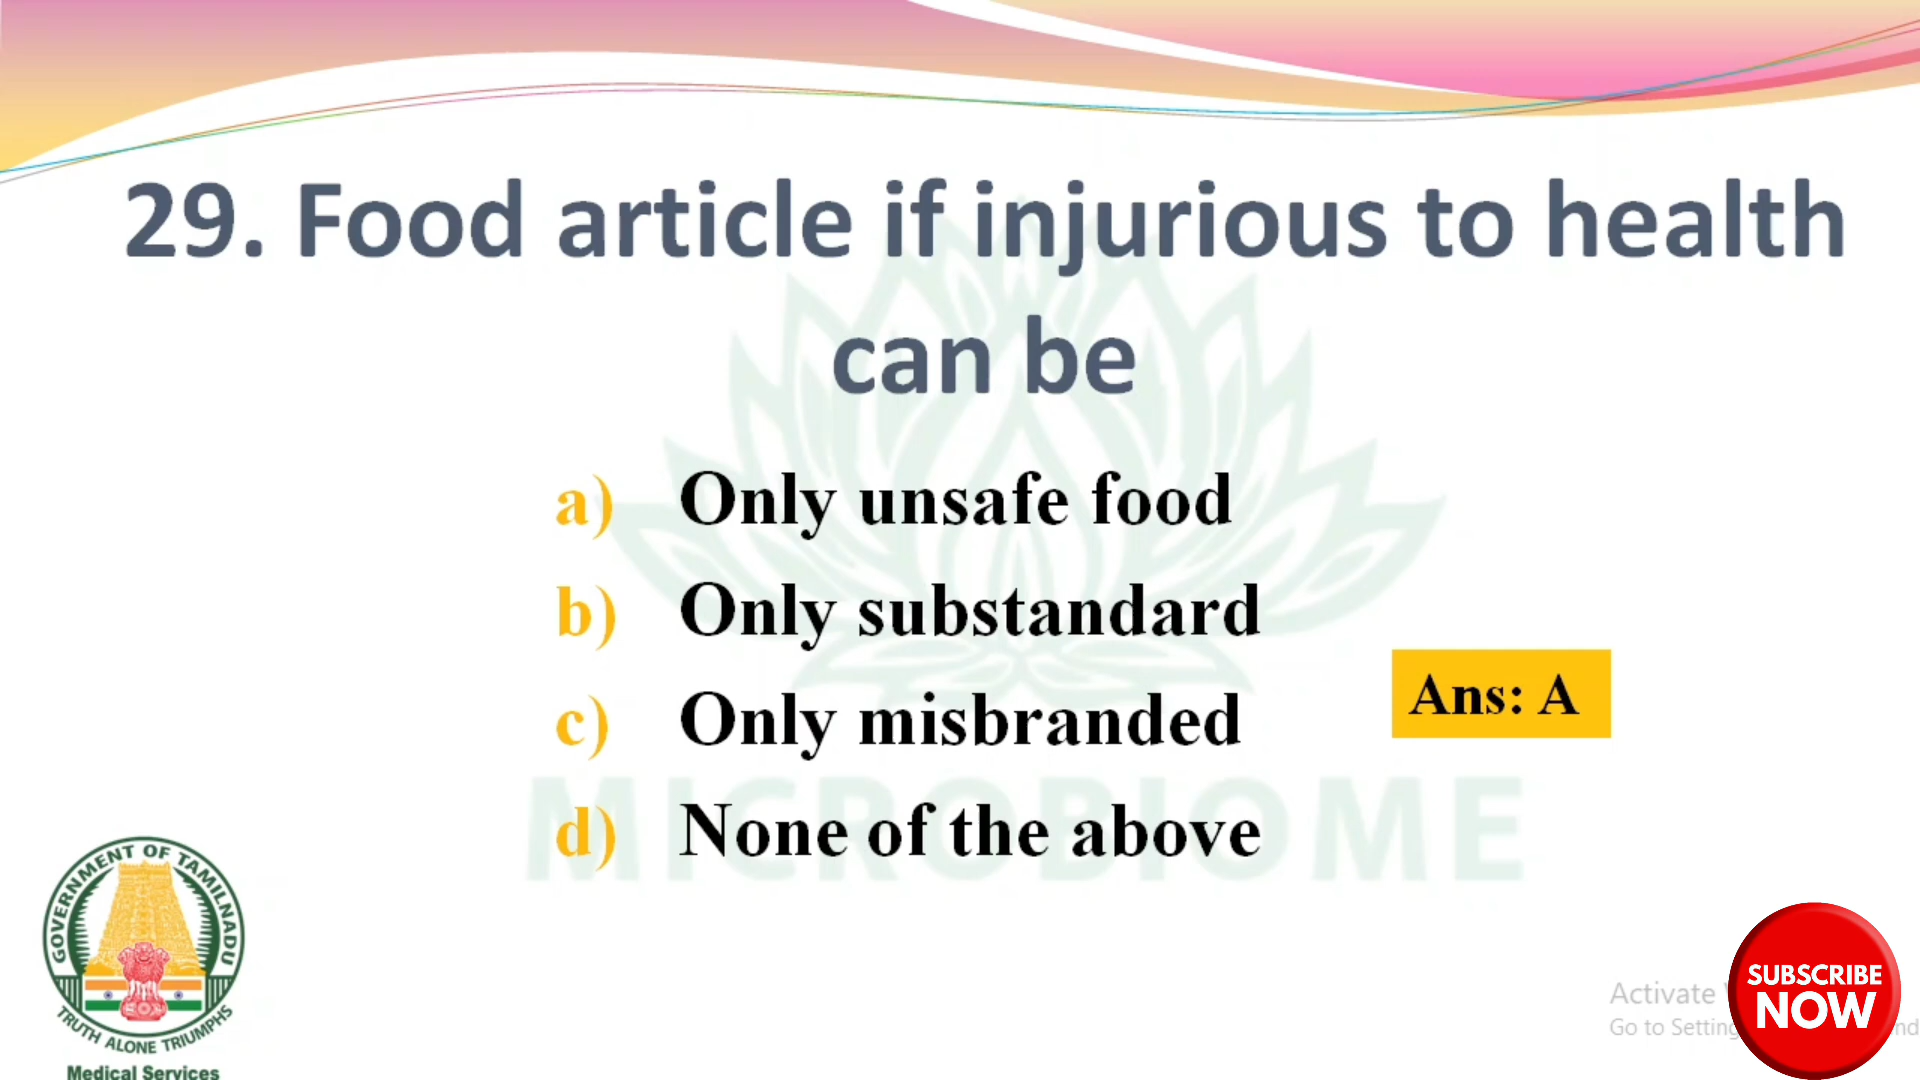 29. Food article if injurious to health
can be
a) Only unsafe food
b) Only substandard
c) Only misbranded
Ans: A
d) None of the above
MICROBIOME
GOVERNMENT OF TAMILNADU
TRUTH ALONE TRIUMPHS
Medical Services
Activate
Go to Setting
SUBSCRIBE
NOW